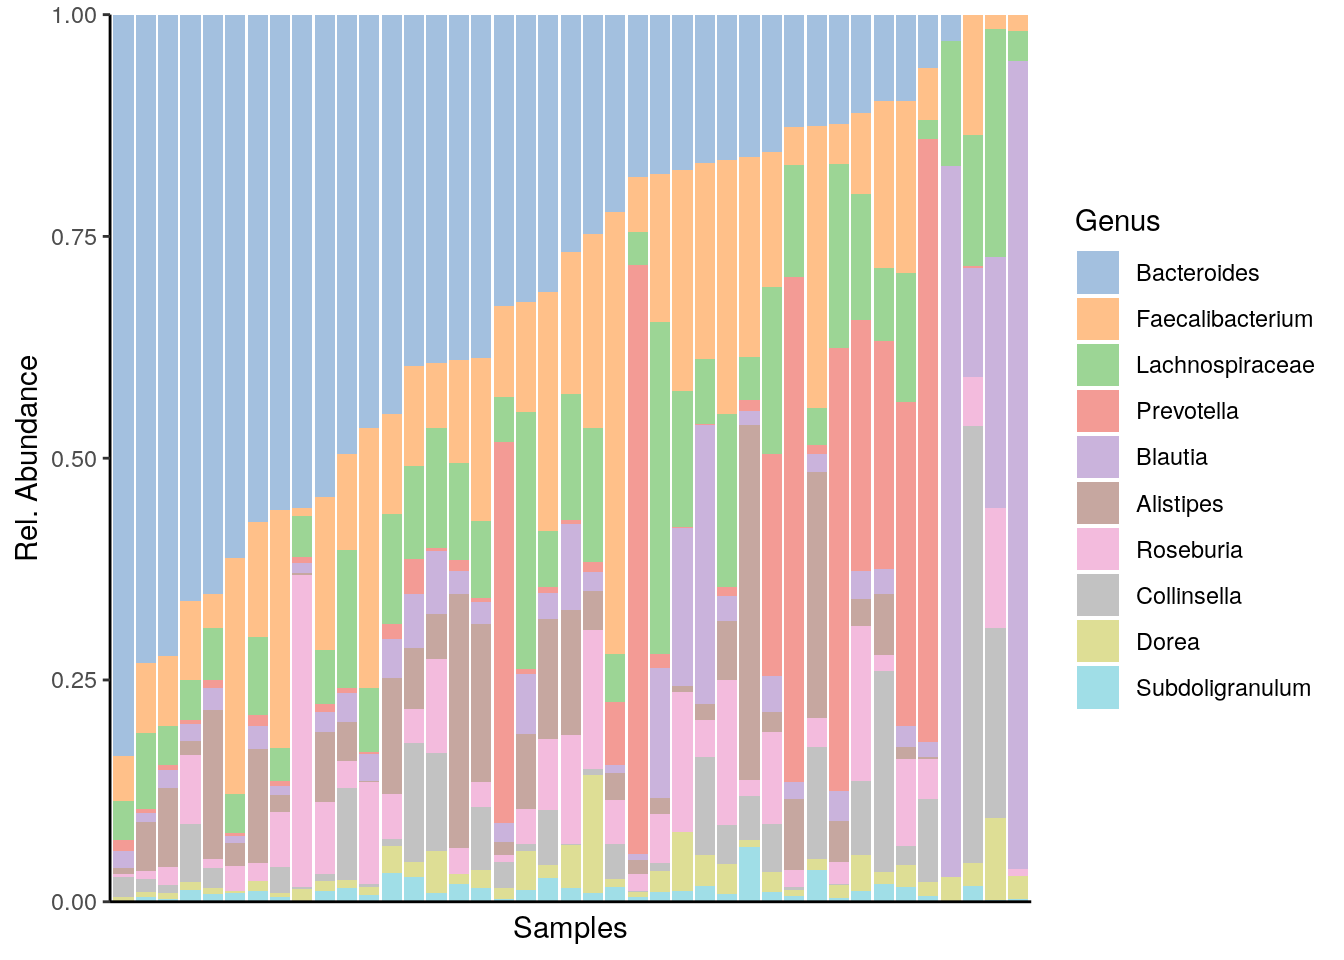 1.00
0.75
0.50
0.25
0.00
Rel. Abundance
Samples
Genus
Bacteroides
Faecalibacterium
Lachnospiraceae
Prevotella
Blautia
Alistipes
Roseburia
Collinsella
Dorea
Subdoligranulum